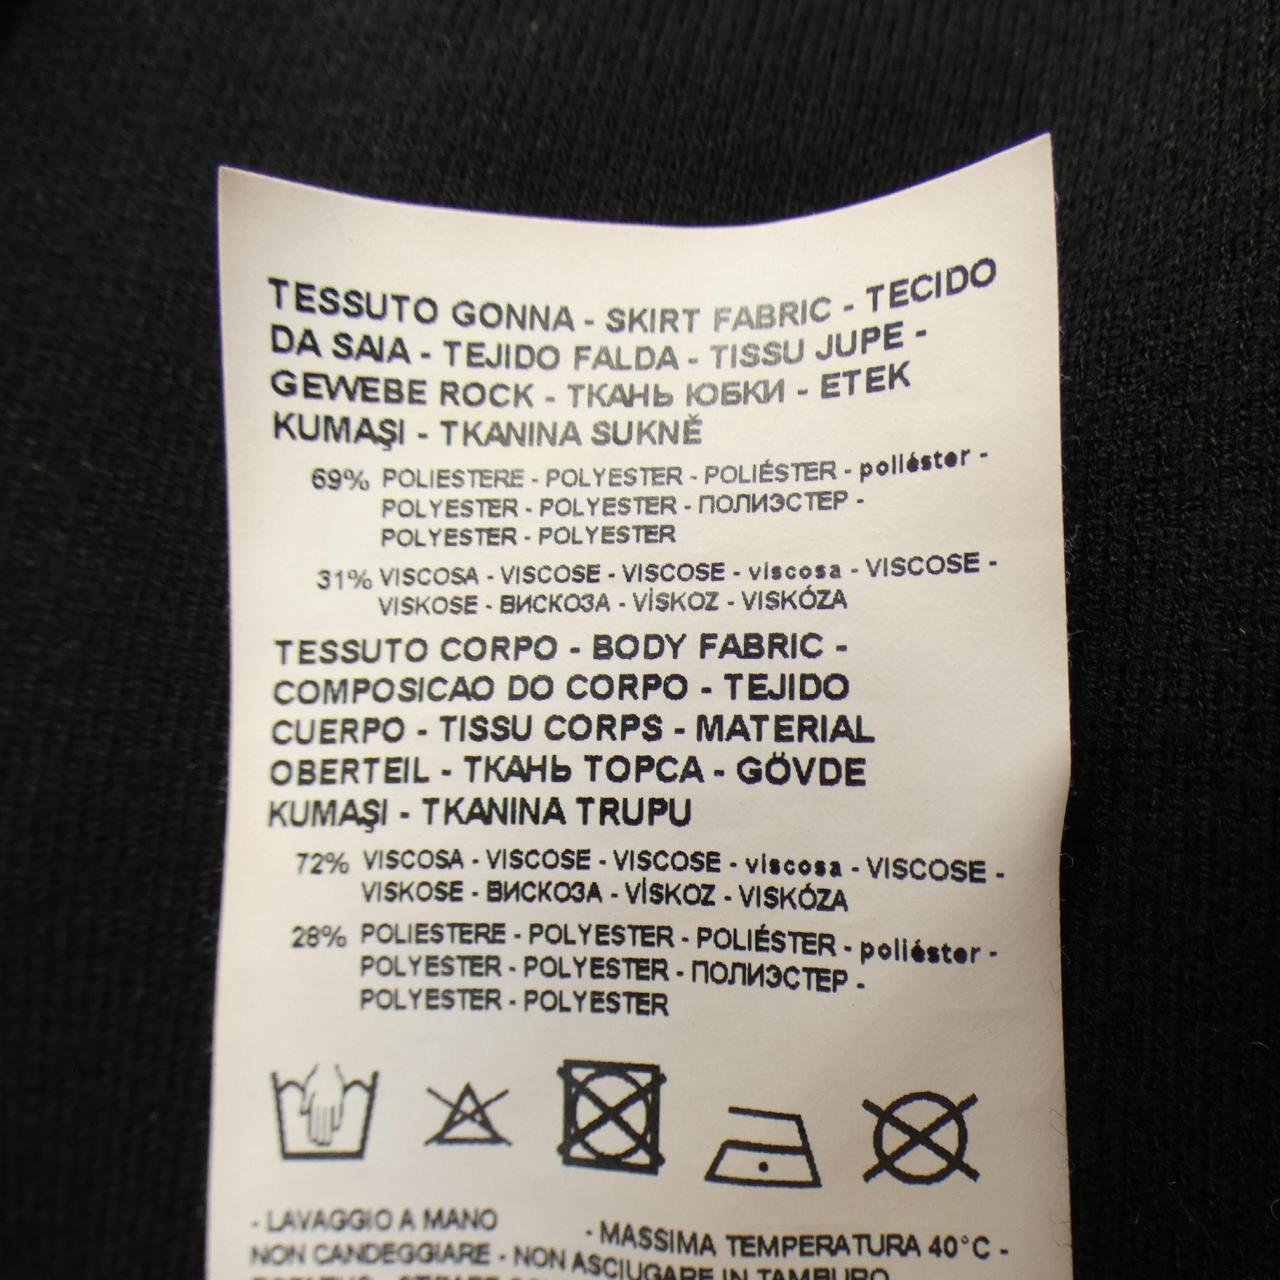 TESSUTO GONNA - SKIRT FABRIC - TECIDO
DA SAIA - TEJIDO FALDA - TISSU JUPE -
GEWEBE ROCK - ТКАНЬ ЮБКИ - ETEK
KUMAŞI - TKANINA SUKNĚ
69% POLIESTERE - POLYESTER - POLIÉSTER - poliéster -
POLYESTER - POLYESTER - ПОЛИЭСТЕР -
POLYESTER - POLYESTER
31% VISCOSA - VISCOSE - VISCOSE - viscosa - VISCOSE -
VISKOSE - ВИСКОЗА - VİSKOZ - VISKÓZA
TESSUTO CORPO - BODY FABRIC -
COMPOSICAO DO CORPO - TEJIDO
CUERPO - TISSU CORPS - MATERIAL
OBERTEIL - ТКАНЬ ТОРСА - GÖVDE
KUMAŞI - TKANINA TRUPU
72% VISCOSA - VISCOSE - VISCOSE - viscosa - VISCOSE -
VISKOSE - ВИСКОЗА - VİSKOZ - VISKÓZA
28% POLIESTERE - POLYESTER - POLIÉSTER - poliéster -
POLYESTER - POLYESTER - ПОЛИЭСТЕР -
POLYESTER - POLYESTER
- LAVAGGIO A MANO - MASSIMA TEMPERATURA 40°C -
NON CANDEGGIARE - NON ASCIUGARE IN TAMBURO